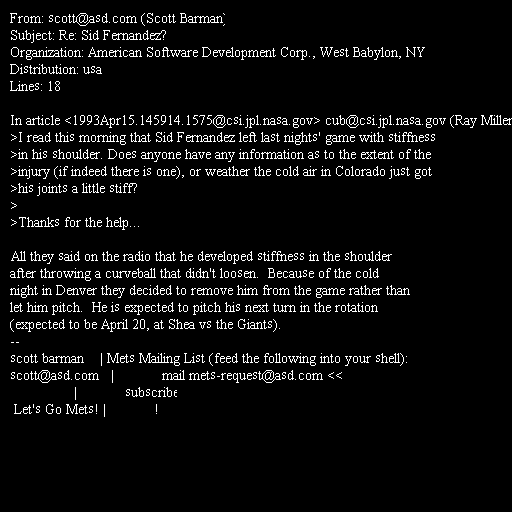 From: scott@asd.com (Scott Barman)
Subject: Re: Sid Fernandez?
Organization: American Software Development Corp., West Babylon, NY
Distribution: usa
Lines: 18

In article <1993Apr15.145914.1575@csi.jpl.nasa.gov> cub@csi.jpl.nasa.gov (Ray Miller
>I read this morning that Sid Fernandez left last nights' game with stiffness
>in his shoulder. Does anyone have any information as to the extent of the
>injury (if indeed there is one), or weather the cold air in Colorado just got
>his joints a little stiff?
>
>Thanks for the help...

All they said on the radio that he developed stiffness in the shoulder
after throwing a curveball that didn't loosen.  Because of the cold
night in Denver they decided to remove him from the game rather than
let him pitch.  He is expected to pitch his next turn in the rotation
(expected to be April 20, at Shea vs the Giants).
--
scott barman    | Mets Mailing List (feed the following into your shell):
scott@asd.com   |            mail mets-request@asd.com <<
                |            subscribe
 Let's Go Mets! |            !